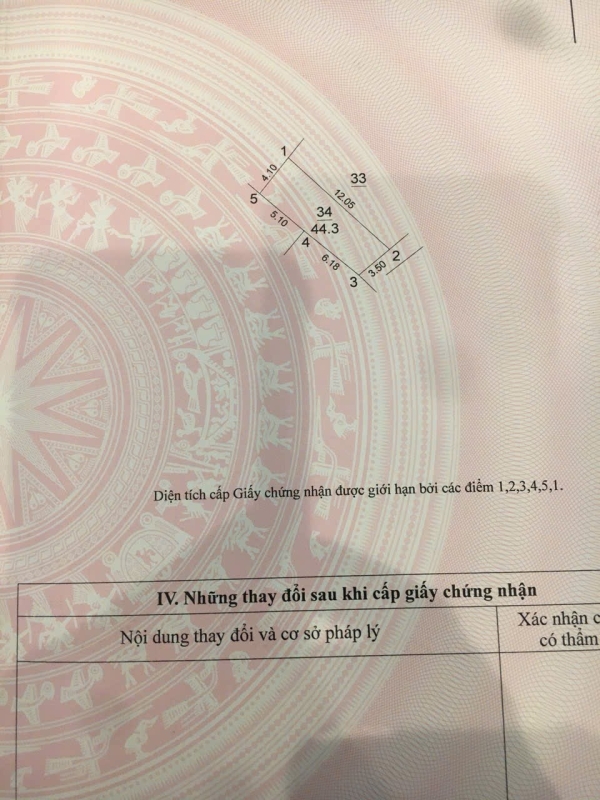 1
33
4.10
12.05
5
34
5.10
44.3
4
2
6.18
3.50
3
Diện tích cấp Giấy chứng nhận được giới hạn bởi các điểm 1,2,3,4,5,1.
IV. Những thay đổi sau khi cấp giấy chứng nhận
Nội dung thay đổi và cơ sở pháp lý
Xác nhận c
có thẩm